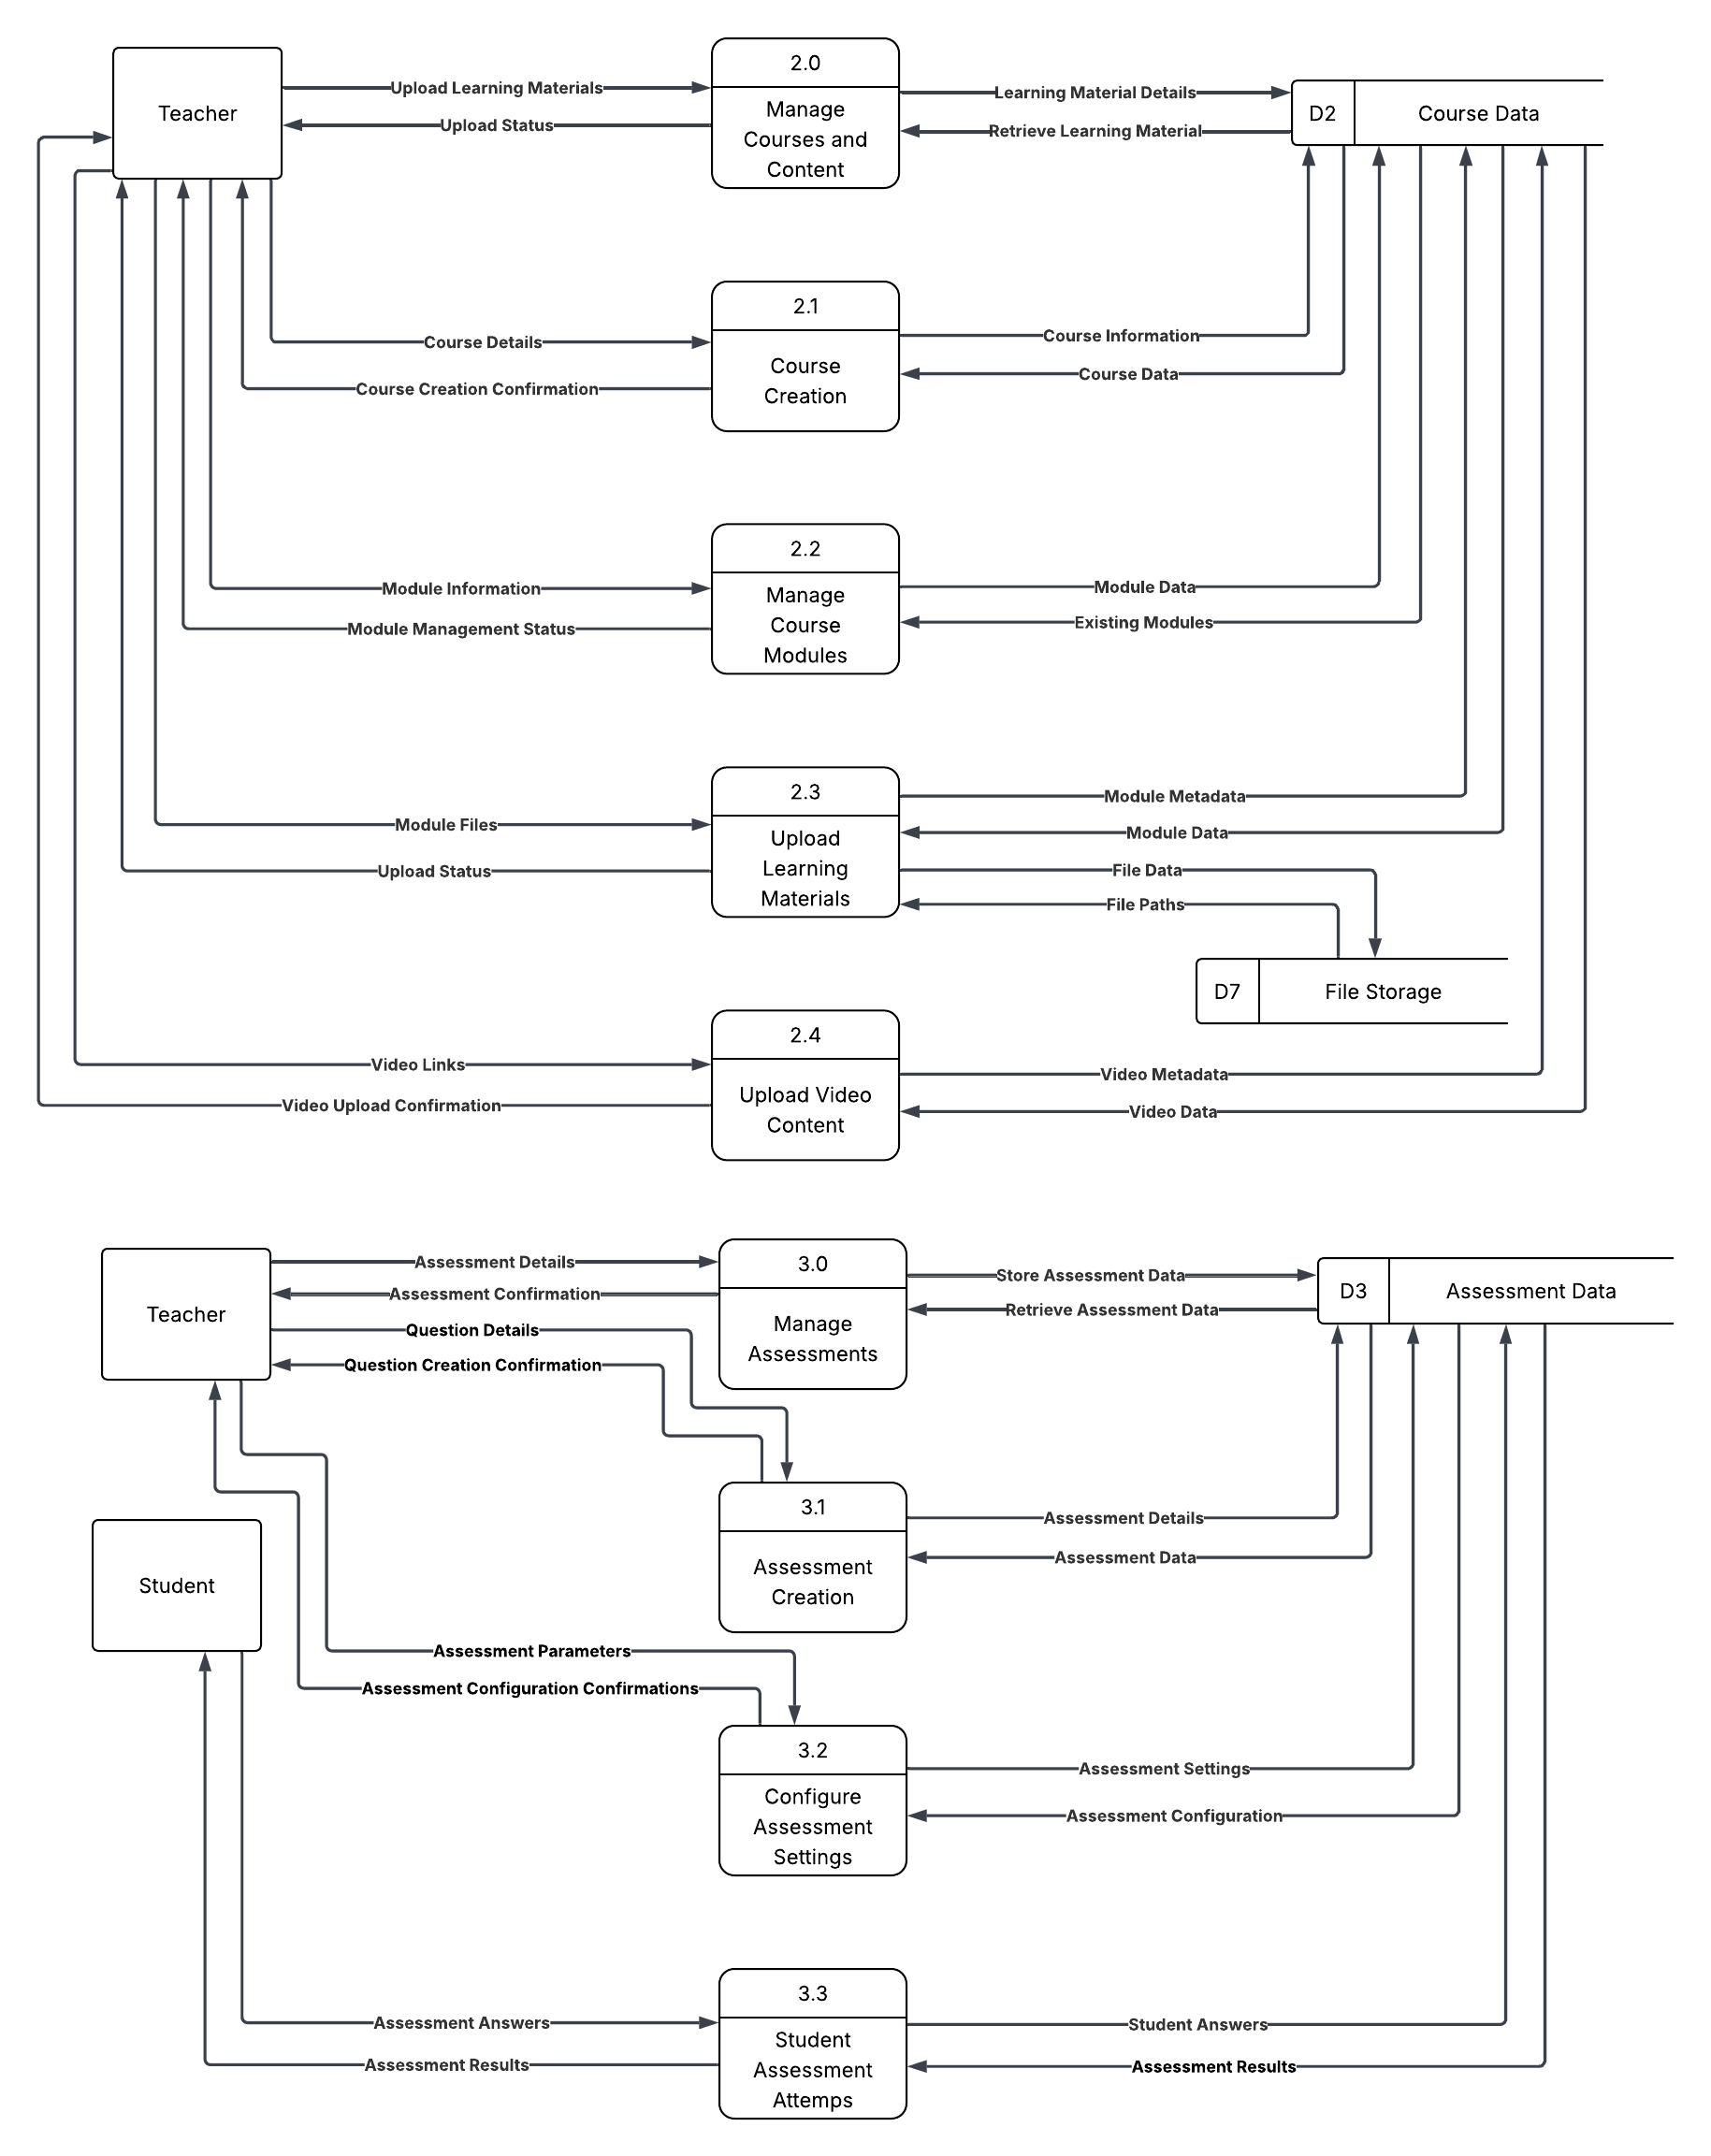 Teacher
Upload Learning Materials
Upload Status
2.0
Manage
Courses and
Content
Learning Material Details
Retrieve Learning Material
D2
Course Data
2.1
Course
Creation
Course Details
Course Creation Confirmation
Course Information
Course Data
2.2
Manage
Course
Modules
Module Information
Module Management Status
Module Data
Existing Modules
2.3
Upload
Learning
Materials
Module Files
Upload Status
Module Metadata
Module Data
File Data
File Paths
D7
File Storage
2.4
Upload Video
Content
Video Links
Video Upload Confirmation
Video Metadata
Video Data
Teacher
Assessment Details
Assessment Confirmation
Question Details
Question Creation Confirmation
3.0
Manage
Assessments
Store Assessment Data
Retrieve Assessment Data
D3
Assessment Data
3.1
Assessment
Creation
Assessment Details
Assessment Data
Student
Assessment Parameters
Assessment Configuration Confirmations
3.2
Configure
Assessment
Settings
Assessment Settings
Assessment Configuration
3.3
Student
Assessment
Attemps
Assessment Answers
Assessment Results
Student Answers
Assessment Results